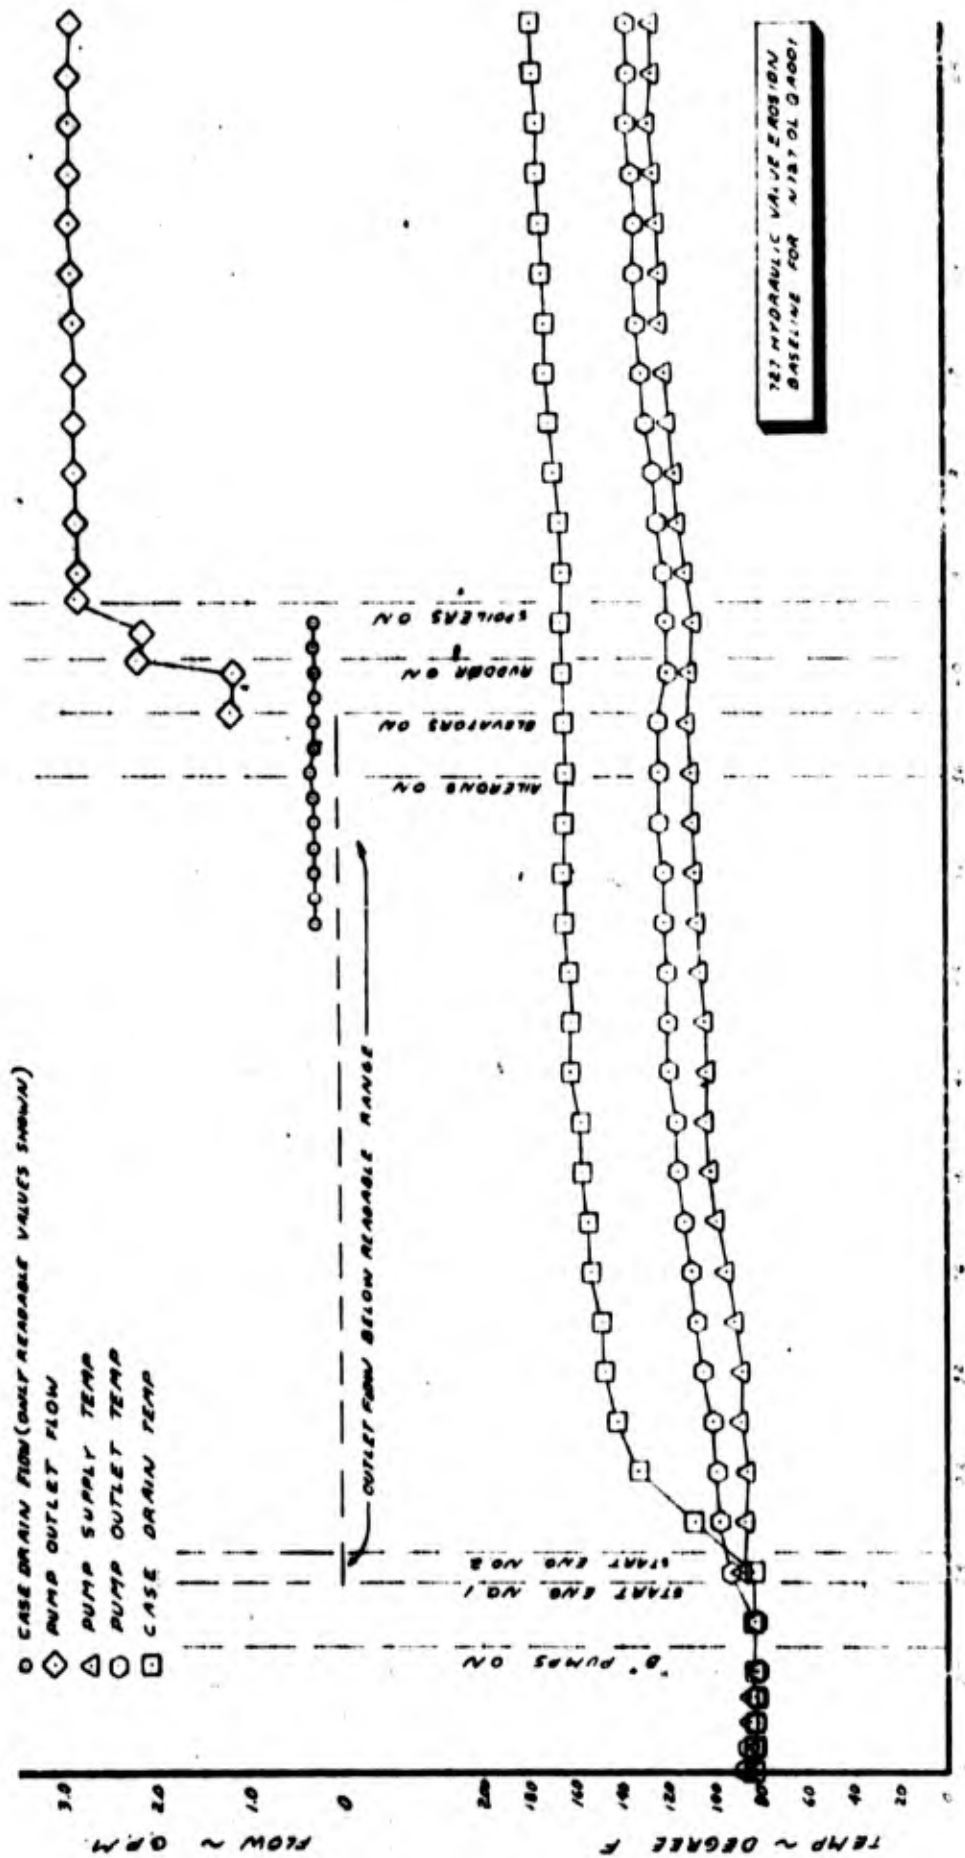 CASE DRAIN FLOW (ONLY READABLE VALUES SHOWN)
PUMP OUTLET FLOW
PUMP SUPPLY TEMP
PUMP OUTLET TEMP
CASE DRAIN TEMP
FLOW ~ G.P.M.
3.0
2.0
1.0
0
OUTLET FLOW BELOW READABLE RANGE
"B" PUMPS ON
START ENG NO.1
START ENG NO.2
AILERONS ON
ELEVATORS ON
RUDDER ON
SPOILERS ON
TEMP ~ DEGREE F
200
180
160
140
120
100
80
60
40
20
0
727 HYDRAULIC VALVE EROSION
BASELINE FOR N1270L QA001